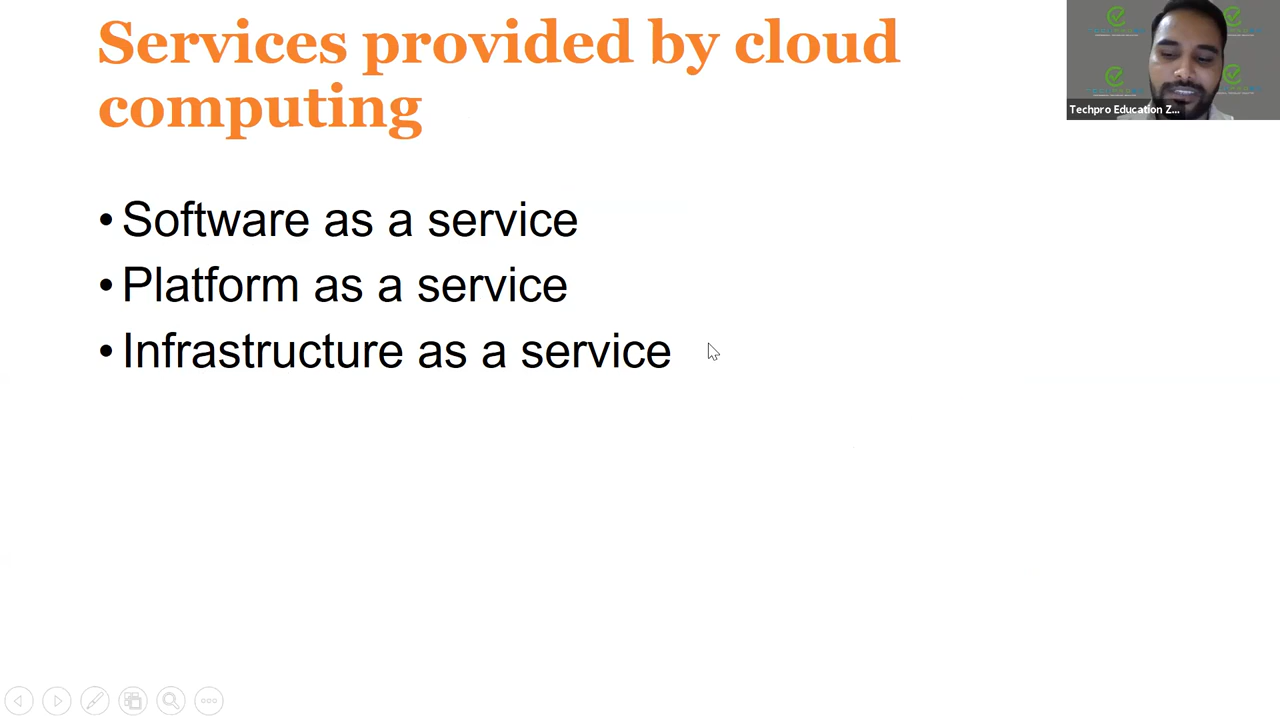 Services provided by cloud
computing
• Software as a service
• Platform as a service
• Infrastructure as a service
Techpro Education Z...